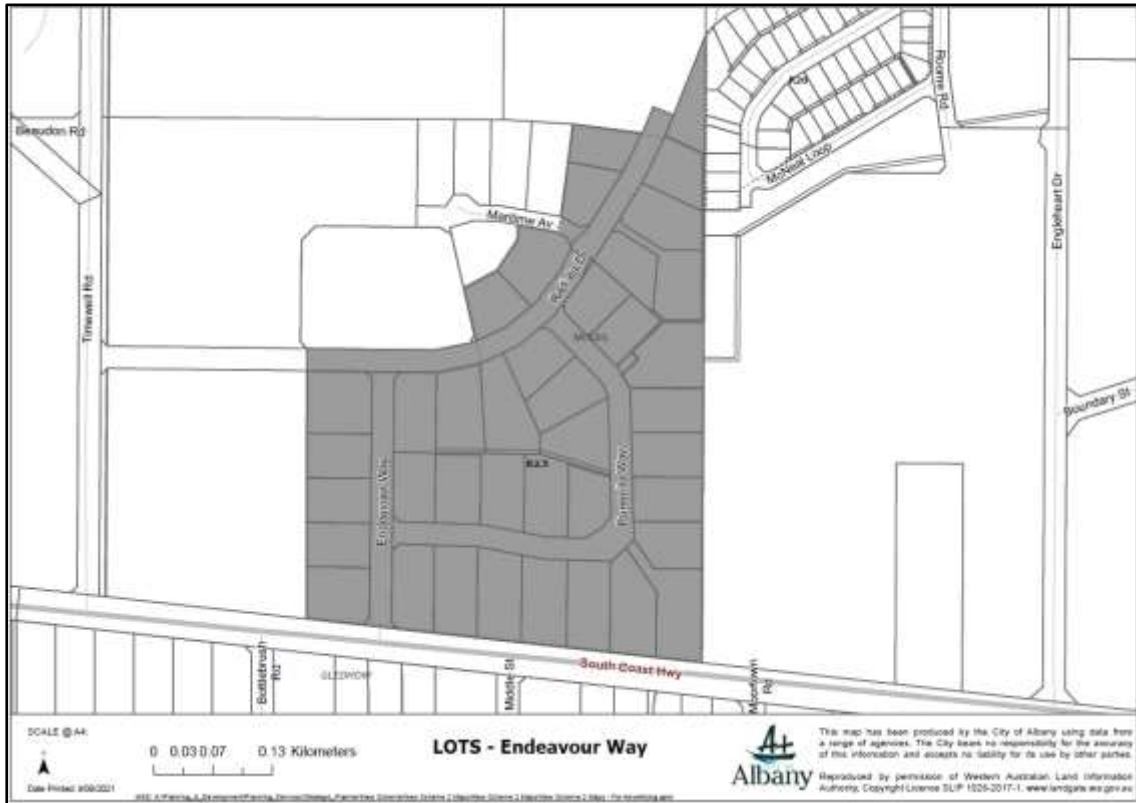 Beaudon Rd
Roome Rd
McNeal Loop
Engleheart Dr
Maritime Av
Timewell Rd
Boundary St
Endeavour Way
South Coast Hwy
Bottlebrush
Rd
Middle St
Moortown
Rd
SCALE @ A4:
0 0.03 0.07 0.13 Kilometers
LOTS - Endeavour Way
Albany
This map has been produced by the City of Albany using data from
a range of agencies. The City bears no responsibility for the accuracy
of this information and accepts no liability for its use by other parties.
Reproduced by permission of Western Australian Land Information
Authority, Copyright Licence SLIP 1026-2017-1. www.landgate.wa.gov.au